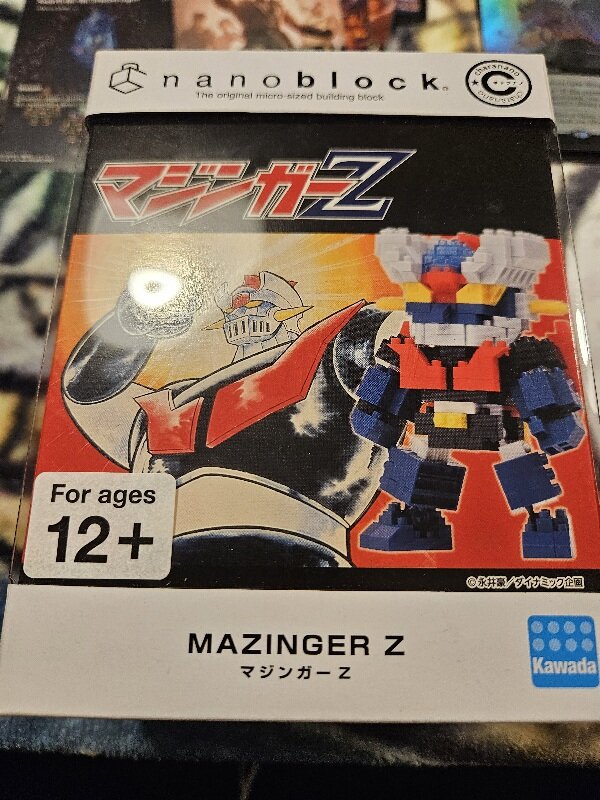 nanoblock®
The original micro-sized building block
charanano
マジンガーZ
For ages
12+
©永井豪／ダイナミック企画
MAZINGER Z
マジンガーZ
Kawada